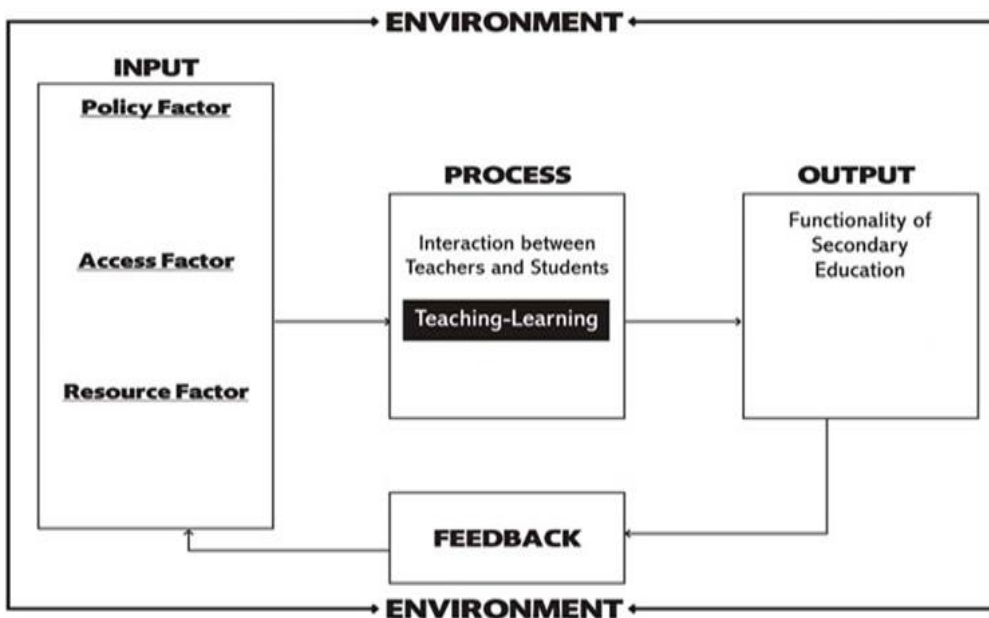 ENVIRONMENT
INPUT
Policy Factor
Access Factor
Resource Factor
PROCESS
Interaction between
Teachers and Students
Teaching-Learning
OUTPUT
Functionality of
Secondary
Education
FEEDBACK
ENVIRONMENT